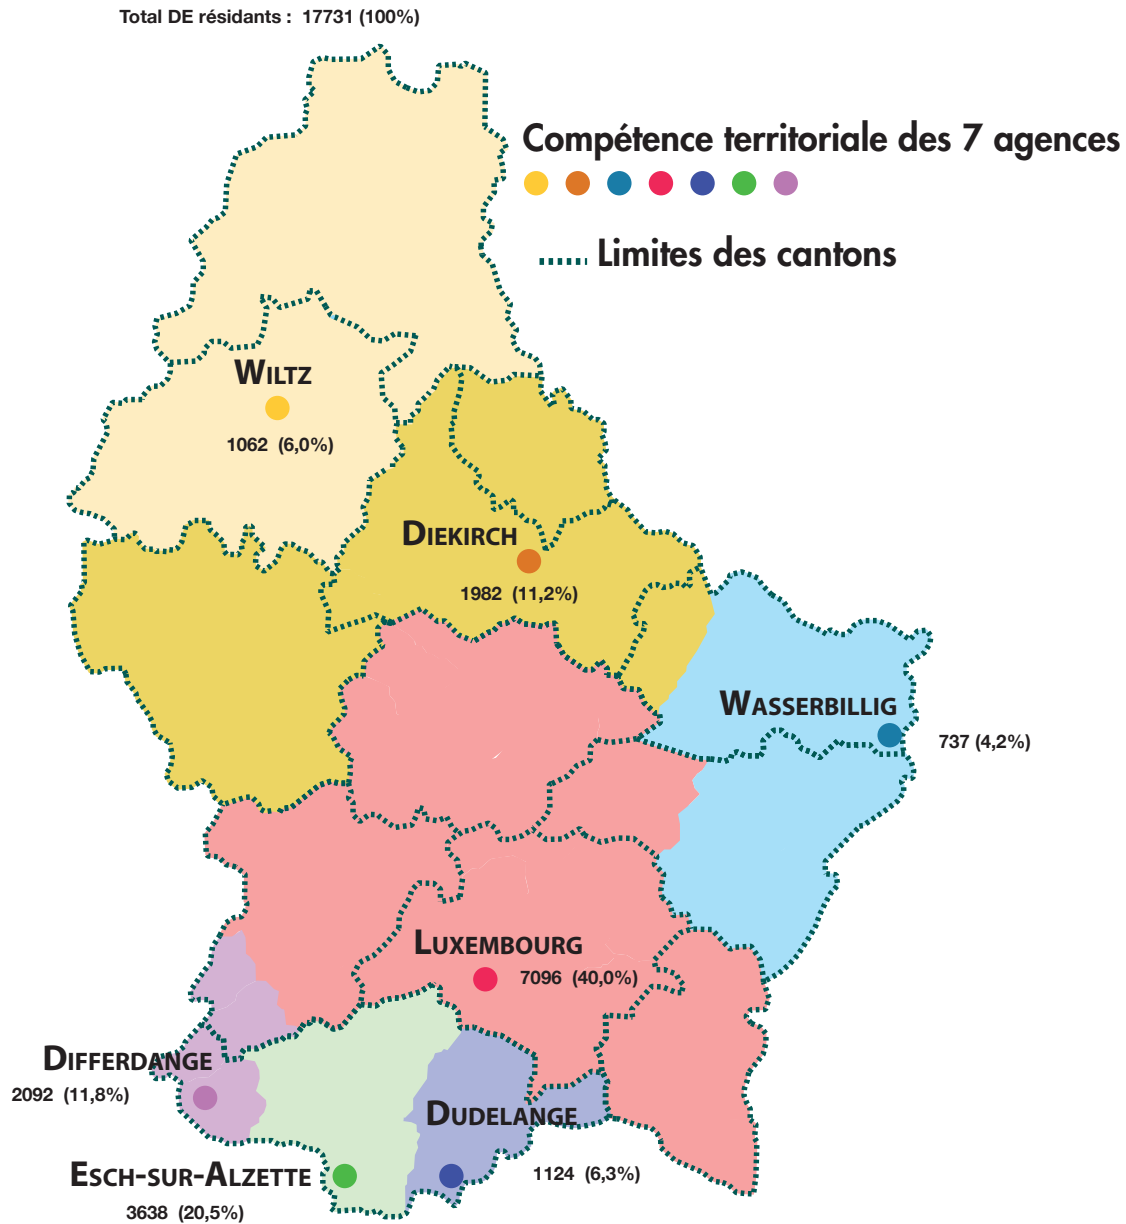 Total DE résidants : 17731 (100%)
Compétence territoriale des 7 agences
Limites des cantons
WILTZ
1062 (6,0%)
DIEKIRCH
1982 (11,2%)
WASSERBILLIG
737 (4,2%)
LUXEMBOURG
7096 (40,0%)
DIFFERDANGE
2092 (11,8%)
DUDELANGE
1124 (6,3%)
ESCH-SUR-ALZETTE
3638 (20,5%)